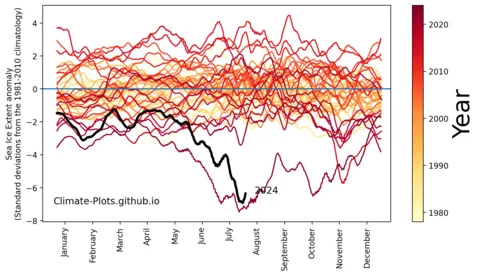 Sea Ice Extent anomaly
(Standard deviations from the 1981-2010 climatology)
4
2
0
−2
−4
−6
−8
2024
Climate-Plots.github.io
January
February
March
April
May
June
July
August
September
October
November
December
2020
2010
2000
1990
1980
Year